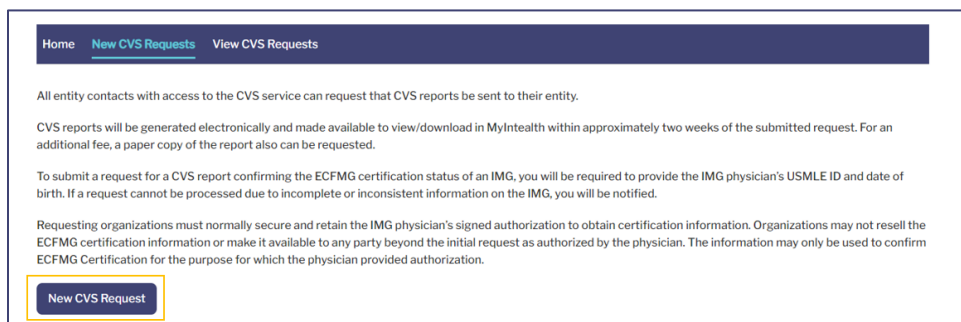 Home New CVS Requests View CVS Requests
All entity contacts with access to the CVS service can request that CVS reports be sent to their entity.
CVS reports will be generated electronically and made available to view/download in MyIntealth within approximately two weeks of the submitted request. For an
additional fee, a paper copy of the report also can be requested.
To submit a request for a CVS report confirming the ECFMG certification status of an IMG, you will be required to provide the IMG physician's USMLE ID and date of
birth. If a request cannot be processed due to incomplete or inconsistent information on the IMG, you will be notified.
Requesting organizations must normally secure and retain the IMG physician's signed authorization to obtain certification information. Organizations may not resell the
ECFMG certification information or make it available to any party beyond the initial request as authorized by the physician. The information may only be used to confirm
ECFMG Certification for the purpose for which the physician provided authorization.
New CVS Request